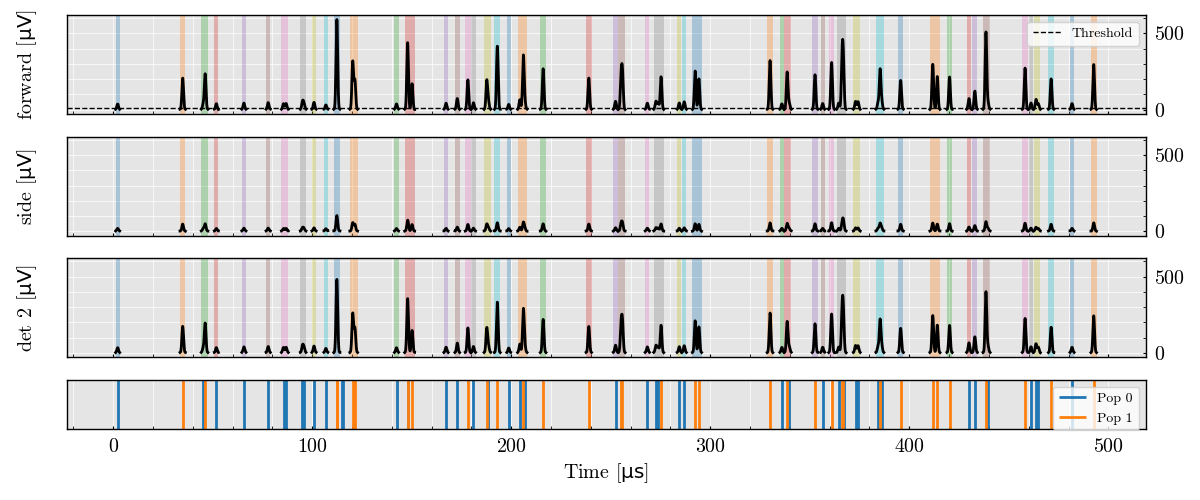 forward [μV]
Threshold
500
0
side [μV]
500
0
det 2 [μV]
500
0
Pop 0
Pop 1
0 100 200 300 400 500
Time [μs]